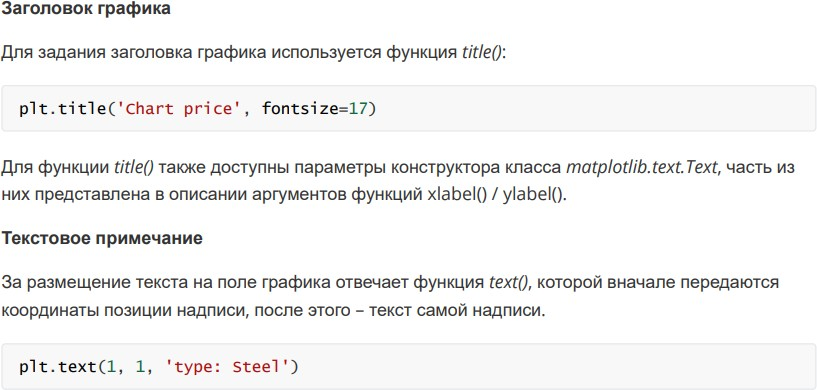 Заголовок графика
Для задания заголовка графика используется функция title():
plt.title('Chart price', fontsize=17)
Для функции title() также доступны параметры конструктора класса matplotlib.text.Text, часть из
них представлена в описании аргументов функций xlabel() / ylabel().
Текстовое примечание
За размещение текста на поле графика отвечает функция text(), которой вначале передаются
координаты позиции надписи, после этого – текст самой надписи.
plt.text(1, 1, 'type: Steel')